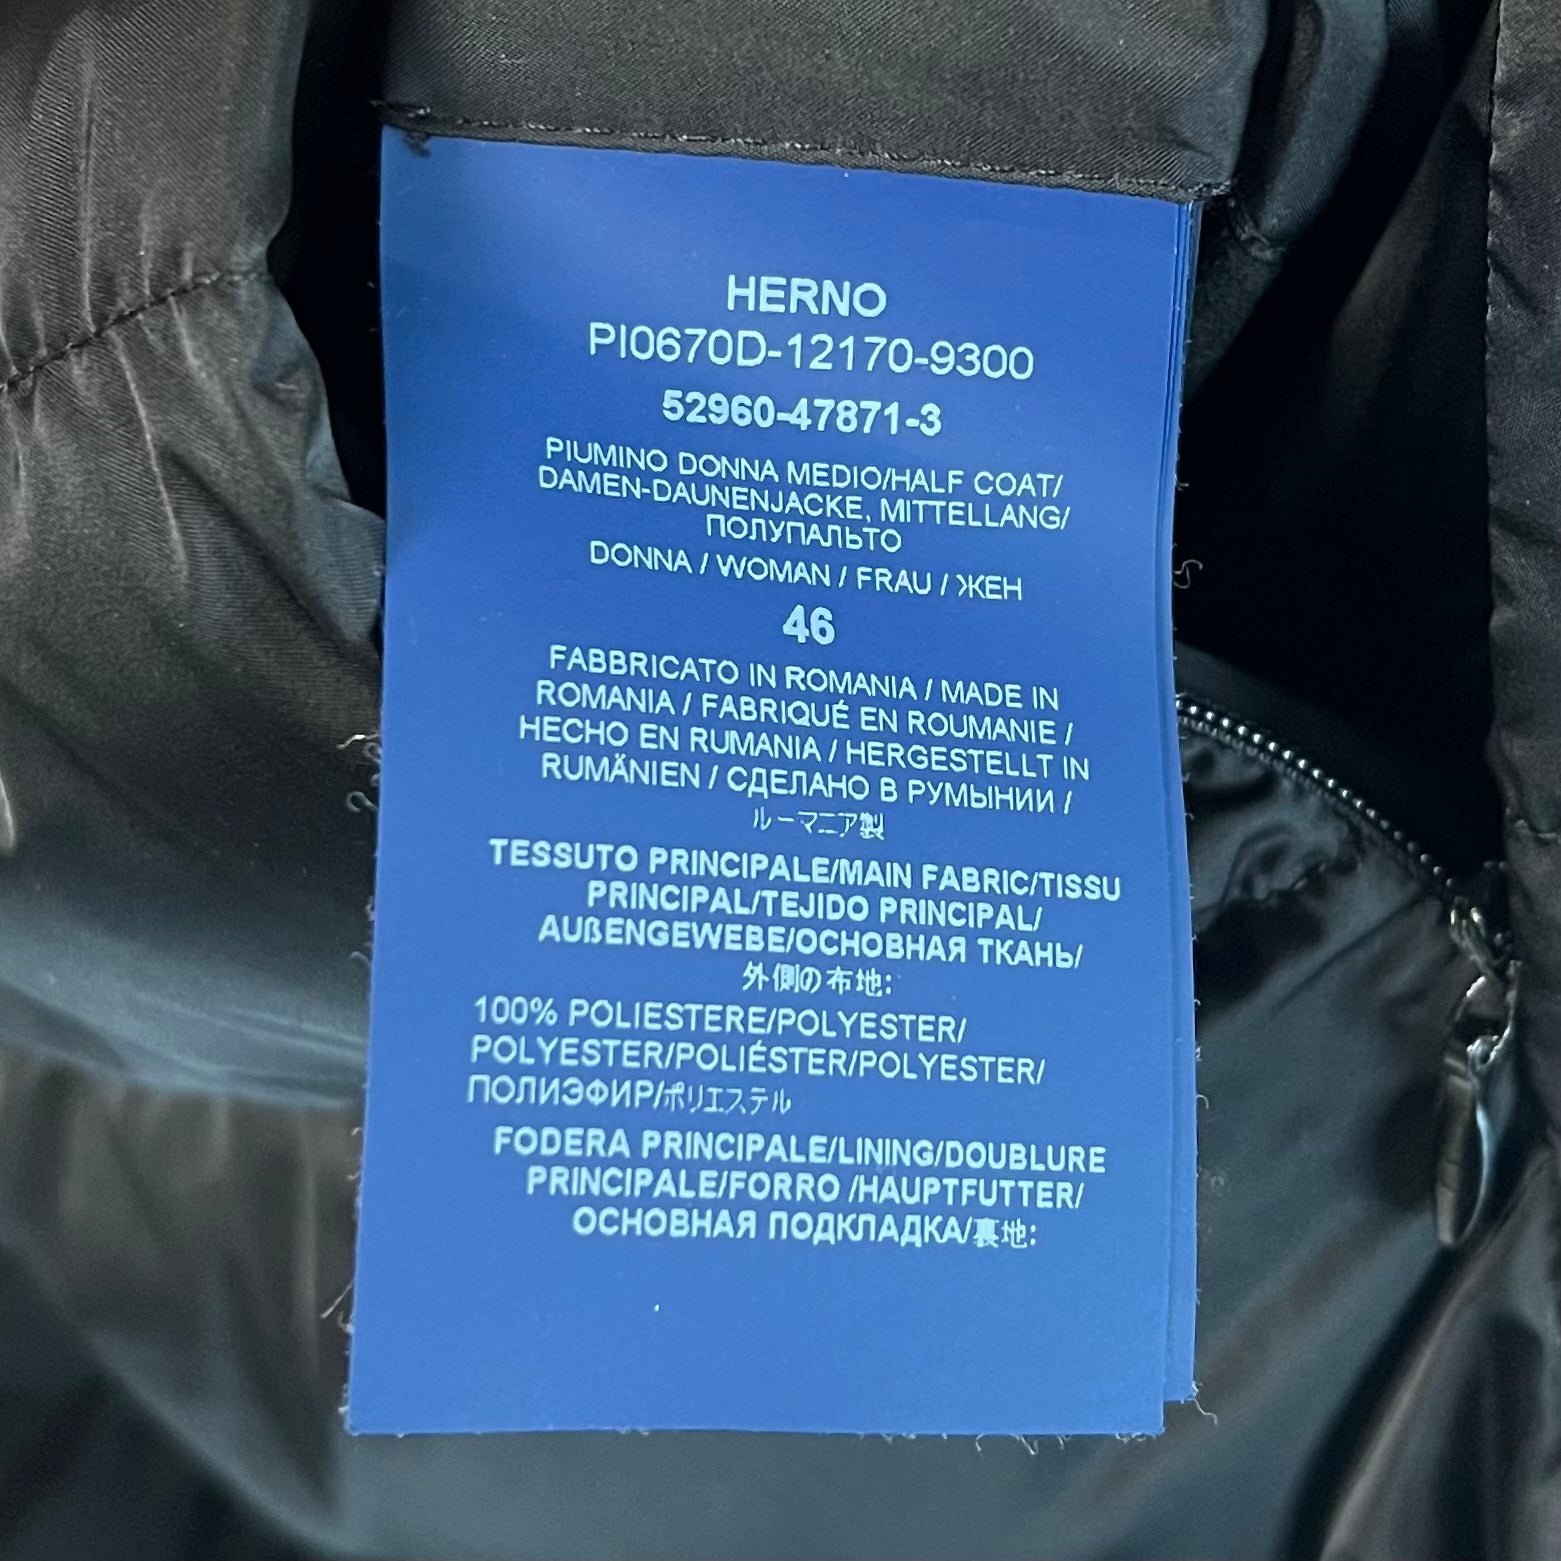 HERNO
PI0670D-12170-9300
52960-47871-3
PIUMINO DONNA MEDIO/HALF COAT/
DAMEN-DAUNENJACKE, MITTELLANG/
ПОЛУПАЛЬТО
DONNA / WOMAN / FRAU / ЖЕН
46
FABBRICATO IN ROMANIA / MADE IN
ROMANIA / FABRIQUÉ EN ROUMANIE /
HECHO EN RUMANIA / HERGESTELLT IN
RUMÄNIEN / СДЕЛАНО В РУМЫНИИ /
ルーマニア製
TESSUTO PRINCIPALE/MAIN FABRIC/TISSU
PRINCIPAL/TEJIDO PRINCIPAL/
AUßENGEWEBE/ОСНОВНАЯ ТКАНЬ/
外側の布地:
100% POLIESTERE/POLYESTER/
POLYESTER/POLIÉSTER/POLYESTER/
ПОЛИЭФИР/ポリエステル
FODERA PRINCIPALE/LINING/DOUBLURE
PRINCIPALE/FORRO /HAUPTFUTTER/
ОСНОВНАЯ ПОДКЛАДКА/裏地: